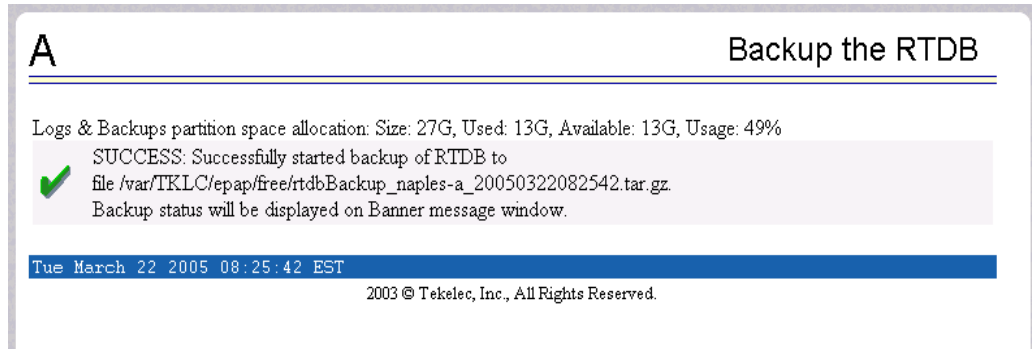 A
Backup the RTDB
Logs & Backups partition space allocation: Size: 27G, Used: 13G, Available: 13G, Usage: 49%
SUCCESS: Successfully started backup of RTDB to
file /var/TKLC/epap/free/rtdbBackup_naples-a_20050322082542.tar.gz.
Backup status will be displayed on Banner message window.
Tue March 22 2005 08:25:42 EST
2003 © Tekelec, Inc., All Rights Reserved.